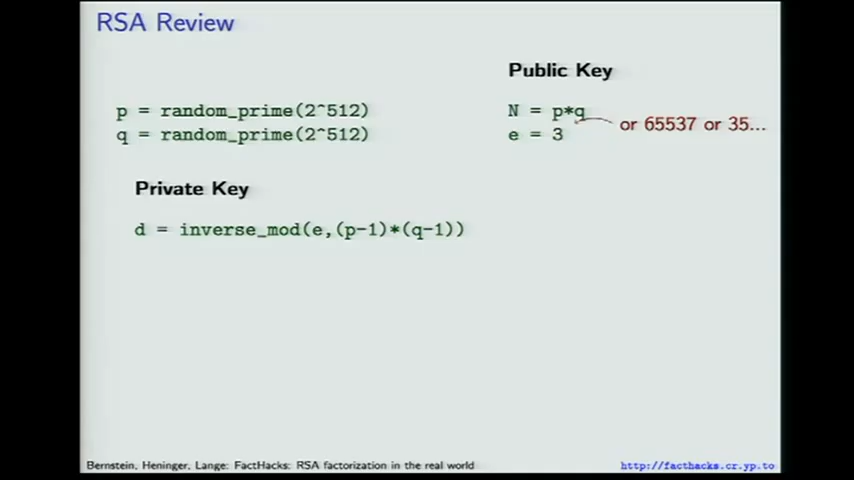 RSA Review
Public Key
p = random_prime(2^512)
q = random_prime(2^512)
N = p*q
e = 3
or 65537 or 35...
Private Key
d = inverse_mod(e,(p-1)*(q-1))
Bernstein, Heninger, Lange: FactHacks: RSA factorization in the real world
http://facthacks.cr.yp.to